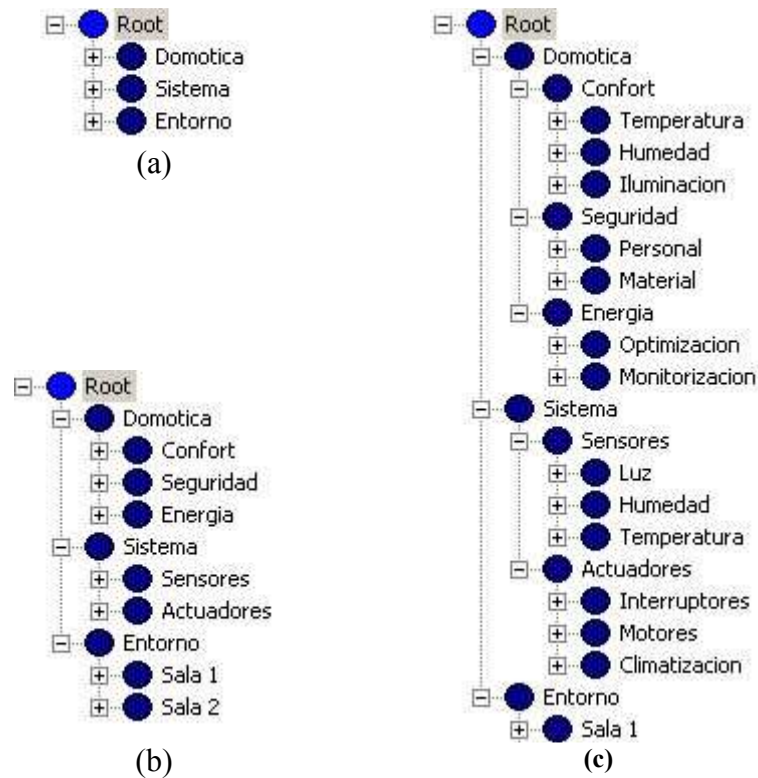 Root
Domotica
Sistema
Entorno
(a)
Root
Domotica
Confort
Seguridad
Energia
Sistema
Sensores
Actuadores
Entorno
Sala 1
Sala 2
(b)
Root
Domotica
Confort
Temperatura
Humedad
Iluminacion
Seguridad
Personal
Material
Energia
Optimizacion
Monitorizacion
Sistema
Sensores
Luz
Humedad
Temperatura
Actuadores
Interruptores
Motores
Climatizacion
Entorno
Sala 1
(c)